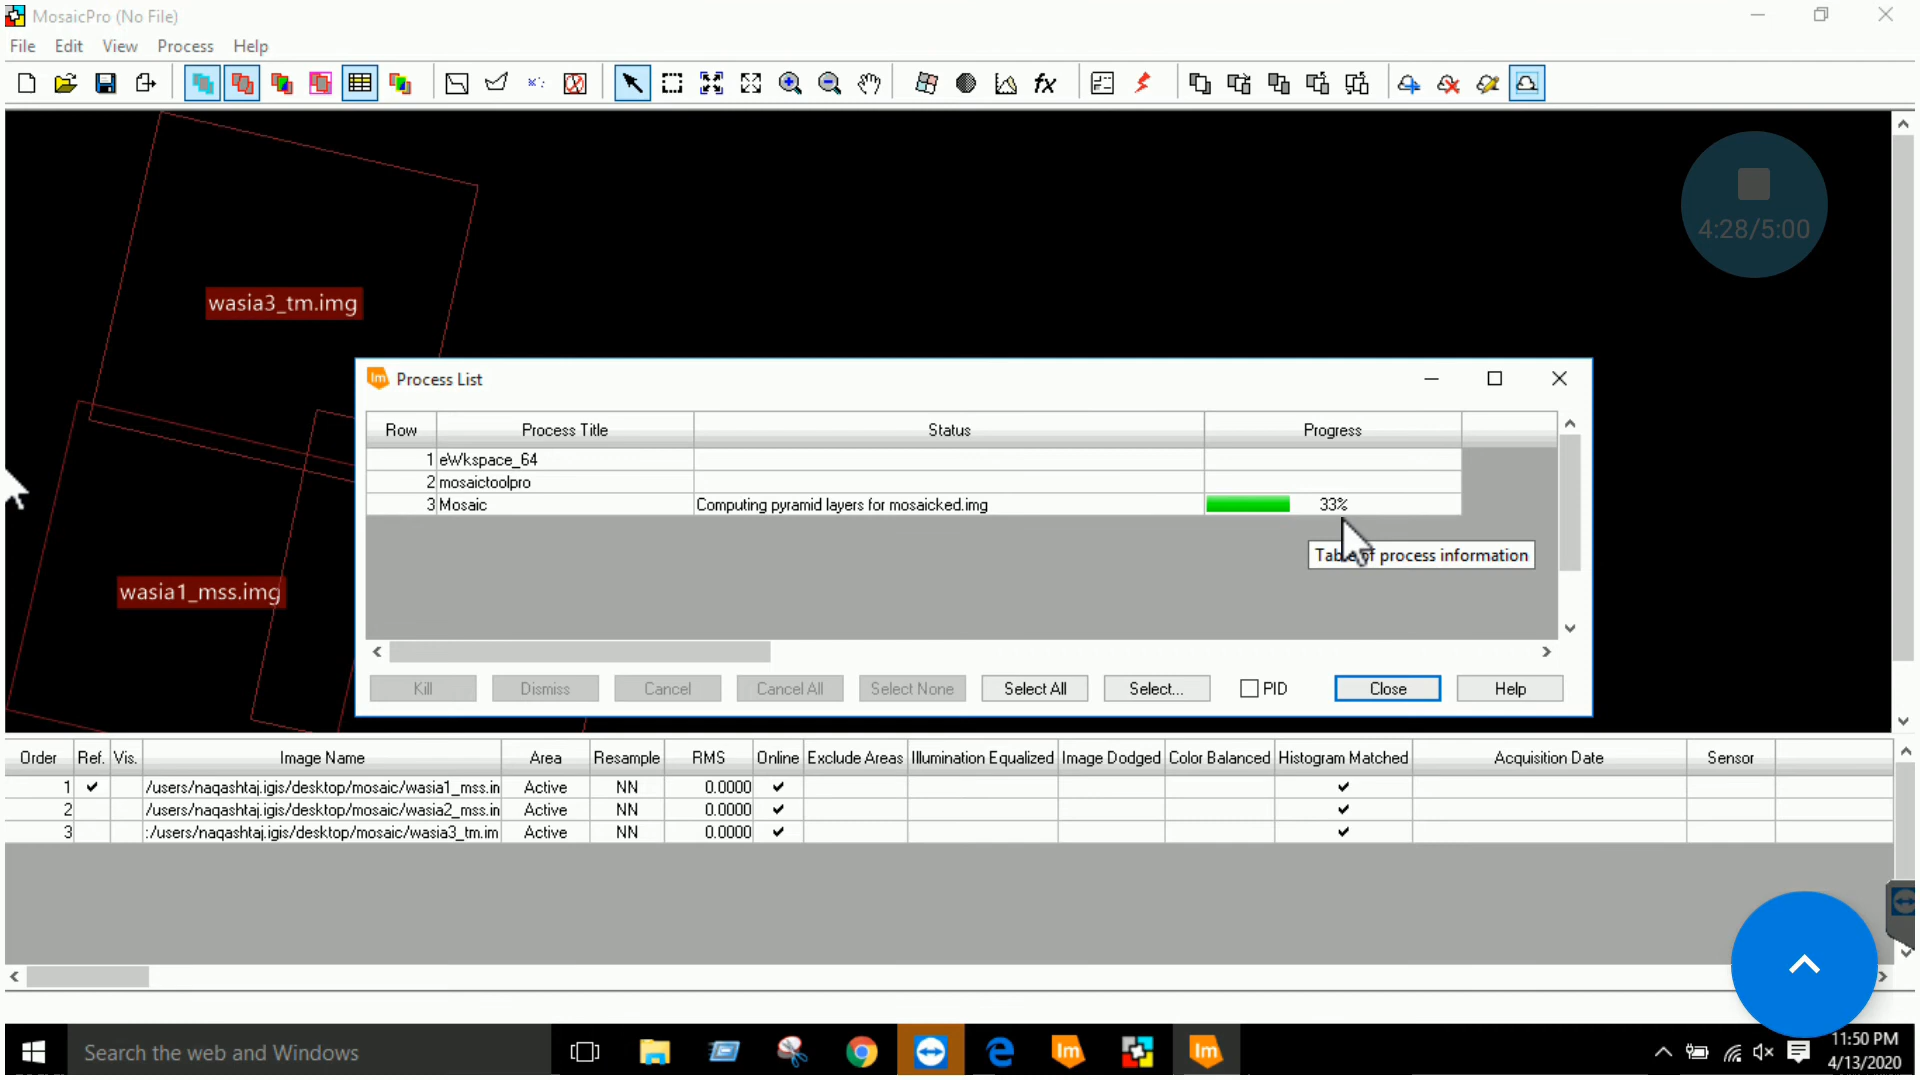 MosaicPro (No File)
File Edit View Process Help
fx
4:28/5:00
wasia3_tm.img
wasia1_mss.img
Im Process List
Row Process Title Status Progress
1 eWkspace_64
2 mosaictoolpro
3 Mosaic Computing pyramid layers for mosaicked.img 33%
Table of process information
Kill Dismiss Cancel Cancel All Select None Select All Select... PID Close Help
Order Ref. Vis. Image Name Area Resample RMS Online Exclude Areas Illumination Equalized Image Dodged Color Balanced Histogram Matched Acquisition Date Sensor
1 /users/naqashtaj.igis/desktop/mosaic/wasia1_mss.in Active NN 0.0000
2 /users/naqashtaj.igis/desktop/mosaic/wasia2_mss.in Active NN 0.0000
3 :/users/naqashtaj.igis/desktop/mosaic/wasia3_tm.im Active NN 0.0000
Search the web and Windows
Im
Im
11:50 PM
4/13/2020